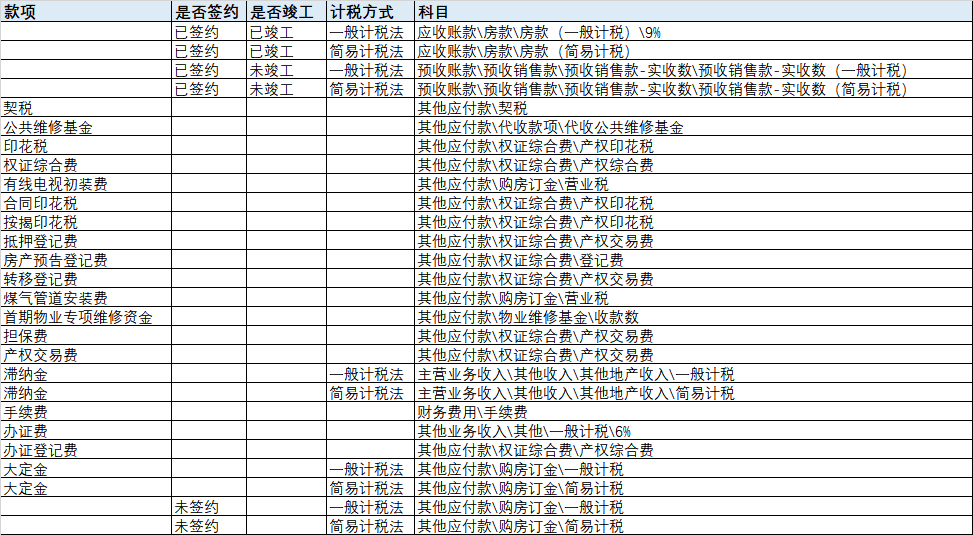 款项 是否签约 是否竣工 计税方式 科目
已签约 已竣工 一般计税法 应收账款\房款\房款（一般计税）\9%
已签约 已竣工 简易计税法 应收账款\房款\房款（简易计税）
已签约 未竣工 一般计税法 预收账款\预收销售款\预收销售款-实收数\预收销售款-实收数（一般计税）
已签约 未竣工 简易计税法 预收账款\预收销售款\预收销售款-实收数\预收销售款-实收数（简易计税）
契税 其他应付款\契税
公共维修基金 其他应付款\代收款项\代收公共维修基金
印花税 其他应付款\权证综合费\产权印花税
权证综合费 其他应付款\权证综合费\产权综合费
有线电视初装费 其他应付款\购房订金\营业税
合同印花税 其他应付款\权证综合费\产权印花税
按揭印花税 其他应付款\权证综合费\产权印花税
抵押登记费 其他应付款\权证综合费\产权交易费
房产预告登记费 其他应付款\权证综合费\登记费
转移登记费 其他应付款\权证综合费\产权交易费
煤气管道安装费 其他应付款\购房订金\营业税
首期物业专项维修资金 其他应付款\物业维修基金\收款数
担保费 其他应付款\权证综合费\产权交易费
产权交易费 其他应付款\权证综合费\产权交易费
滞纳金 一般计税法 主营业务收入\其他收入\其他地产收入\一般计税
滞纳金 简易计税法 主营业务收入\其他收入\其他地产收入\简易计税
手续费 财务费用\手续费
办证费 其他业务收入\其他\一般计税\6%
办证登记费 其他应付款\权证综合费\产权综合费
大定金 一般计税法 其他应付款\购房订金\一般计税
大定金 简易计税法 其他应付款\购房订金\简易计税
未签约 一般计税法 其他应付款\购房订金\一般计税
未签约 简易计税法 其他应付款\购房订金\简易计税